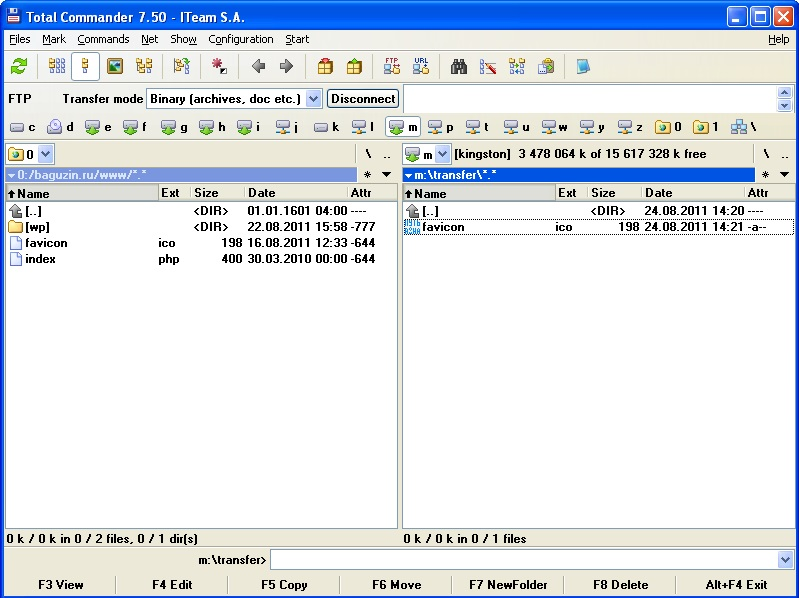 Total Commander 7.50 - ITeam S.A.
Files Mark Commands Net Show Configuration Start Help
FTP URL
FTP Transfer mode Binary (archives, doc etc.) Disconnect
c d e f g h i j k l m p t u w y z 0 1 \
0 \ .. m [kingston] 3 478 064 k of 15 617 328 k free \ ..
0:/baguzin.ru/www/*.* * m:\transfer\*.* *
Name Ext Size Date Attr Name Ext Size Date Attr
[..] <DIR> 01.01.1601 04:00 ---- [..] <DIR> 24.08.2011 14:20 ----
[wp] <DIR> 22.08.2011 15:58 -777 favicon ico 198 24.08.2011 14:21 -a--
favicon ico 198 16.08.2011 12:33 -644
index php 400 30.03.2010 00:00 -644
0 k / 0 k in 0 / 2 files, 0 / 1 dir(s) 0 k / 0 k in 0 / 1 files
m:\transfer>
F3 View F4 Edit F5 Copy F6 Move F7 NewFolder F8 Delete Alt+F4 Exit